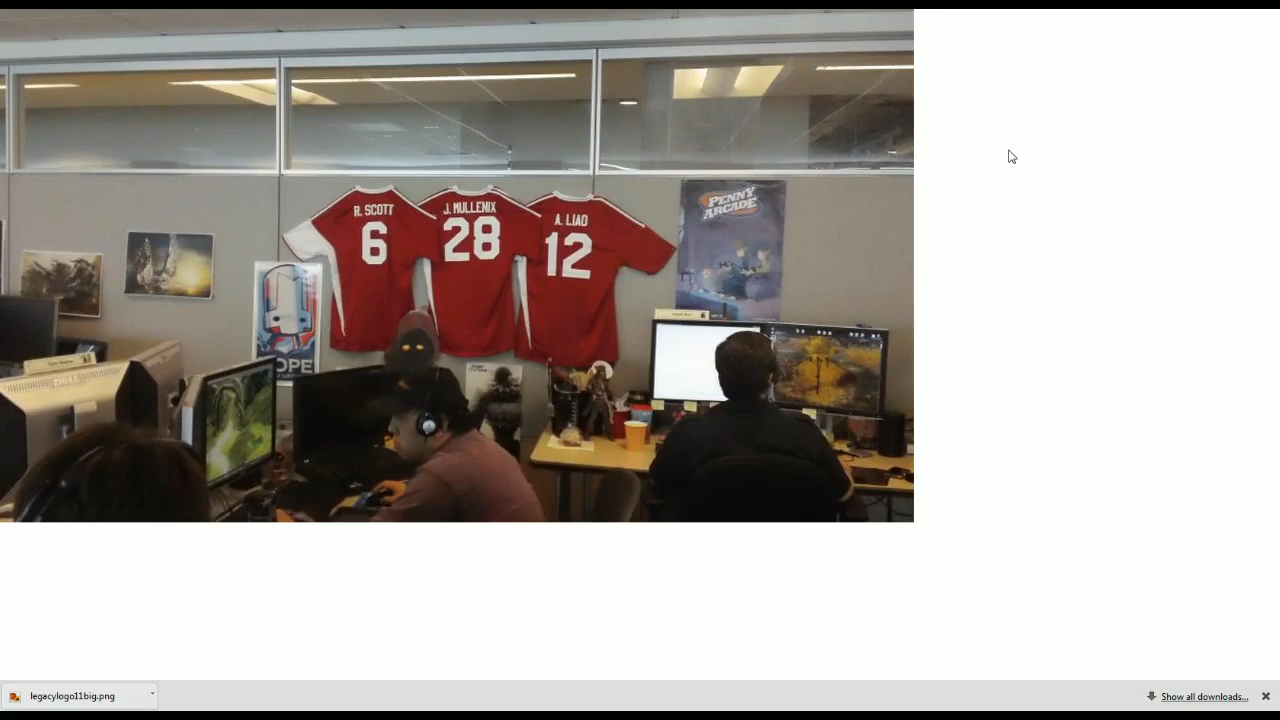 R. SCOTT
6
J. MULLENIX
28
A. LIAO
12
PENNY
ARCADE
OPE
legacylogo11big.png
Show all downloads...